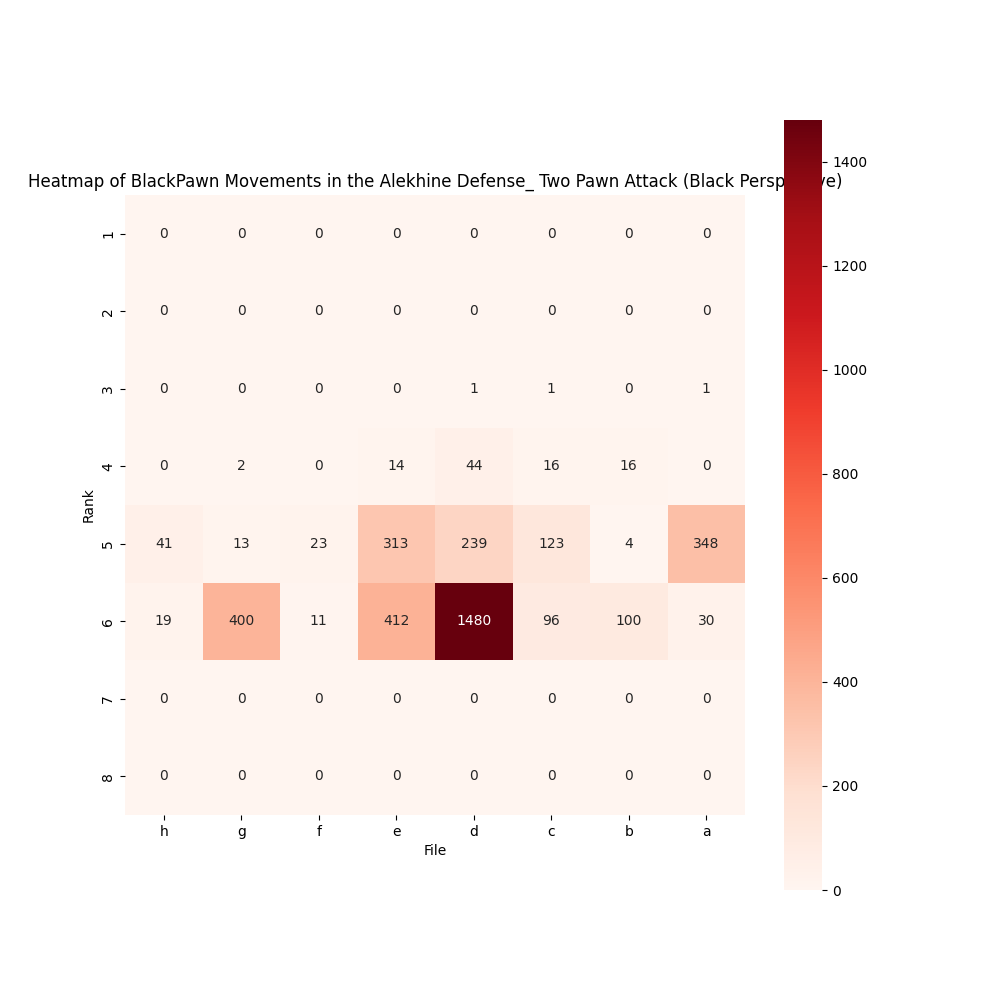 Heatmap of BlackPawn Movements in the Alekhine Defense_ Two Pawn Attack (Black Persp ve)
1400
1 0 0 0 0 0 0 0 0
1200
2 0 0 0 0 0 0 0 0
1000
3 0 0 0 0 1 1 0 1
800
4 0 2 0 14 44 16 16 0
Rank
600
5 41 13 23 313 239 123 4 348
6 19 400 11 412 1480 96 100 30
400
7 0 0 0 0 0 0 0 0
200
8 0 0 0 0 0 0 0 0
h g f e d c b a
File
0